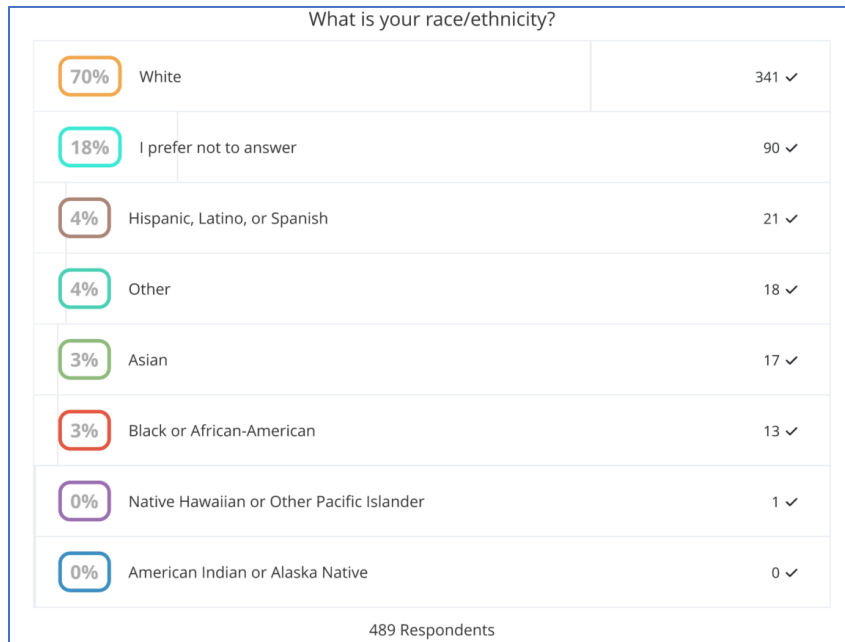 What is your race/ethnicity?
70% White 341 ✓
18% I prefer not to answer 90 ✓
4% Hispanic, Latino, or Spanish 21 ✓
4% Other 18 ✓
3% Asian 17 ✓
3% Black or African-American 13 ✓
0% Native Hawaiian or Other Pacific Islander 1 ✓
0% American Indian or Alaska Native 0 ✓
489 Respondents